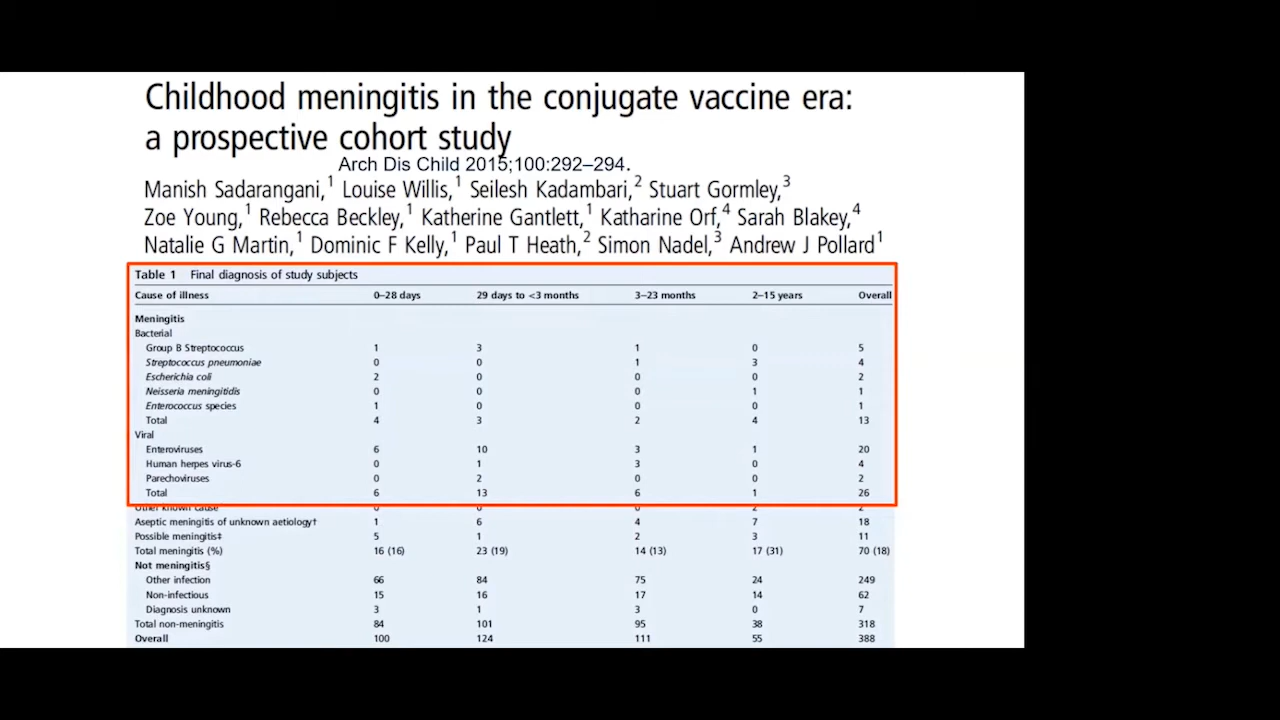 Childhood meningitis in the conjugate vaccine era:
a prospective cohort study
Arch Dis Child 2015;100:292–294.
Manish Sadarangani,1 Louise Willis,1 Seilesh Kadambari,2 Stuart Gormley,3
Zoe Young,1 Rebecca Beckley,1 Katherine Gantlett,1 Katharine Orf,4 Sarah Blakey,4
Natalie G Martin,1 Dominic F Kelly,1 Paul T Heath,2 Simon Nadel,3 Andrew J Pollard1
Table 1 Final diagnosis of study subjects
Cause of illness 0–28 days 29 days to <3 months 3–23 months 2–15 years Overall
Meningitis
Bacterial
Group B Streptococcus 1 3 1 0 5
Streptococcus pneumoniae 0 0 1 3 4
Escherichia coli 2 0 0 0 2
Neisseria meningitidis 0 0 0 1 1
Enterococcus species 1 0 0 0 1
Total 4 3 2 4 13
Viral
Enteroviruses 6 10 3 1 20
Human herpes virus-6 0 1 3 0 4
Parechoviruses 0 2 0 0 2
Total 6 13 6 1 26
Other known cause 0 0 0 2 2
Aseptic meningitis of unknown aetiology† 1 6 4 7 18
Possible meningitis‡ 5 1 2 3 11
Total meningitis (%) 16 (16) 23 (19) 14 (13) 17 (31) 70 (18)
Not meningitis§
Other infection 66 84 75 24 249
Non-infectious 15 16 17 14 62
Diagnosis unknown 3 1 3 0 7
Total non-meningitis 84 101 95 38 318
Overall 100 124 111 55 388